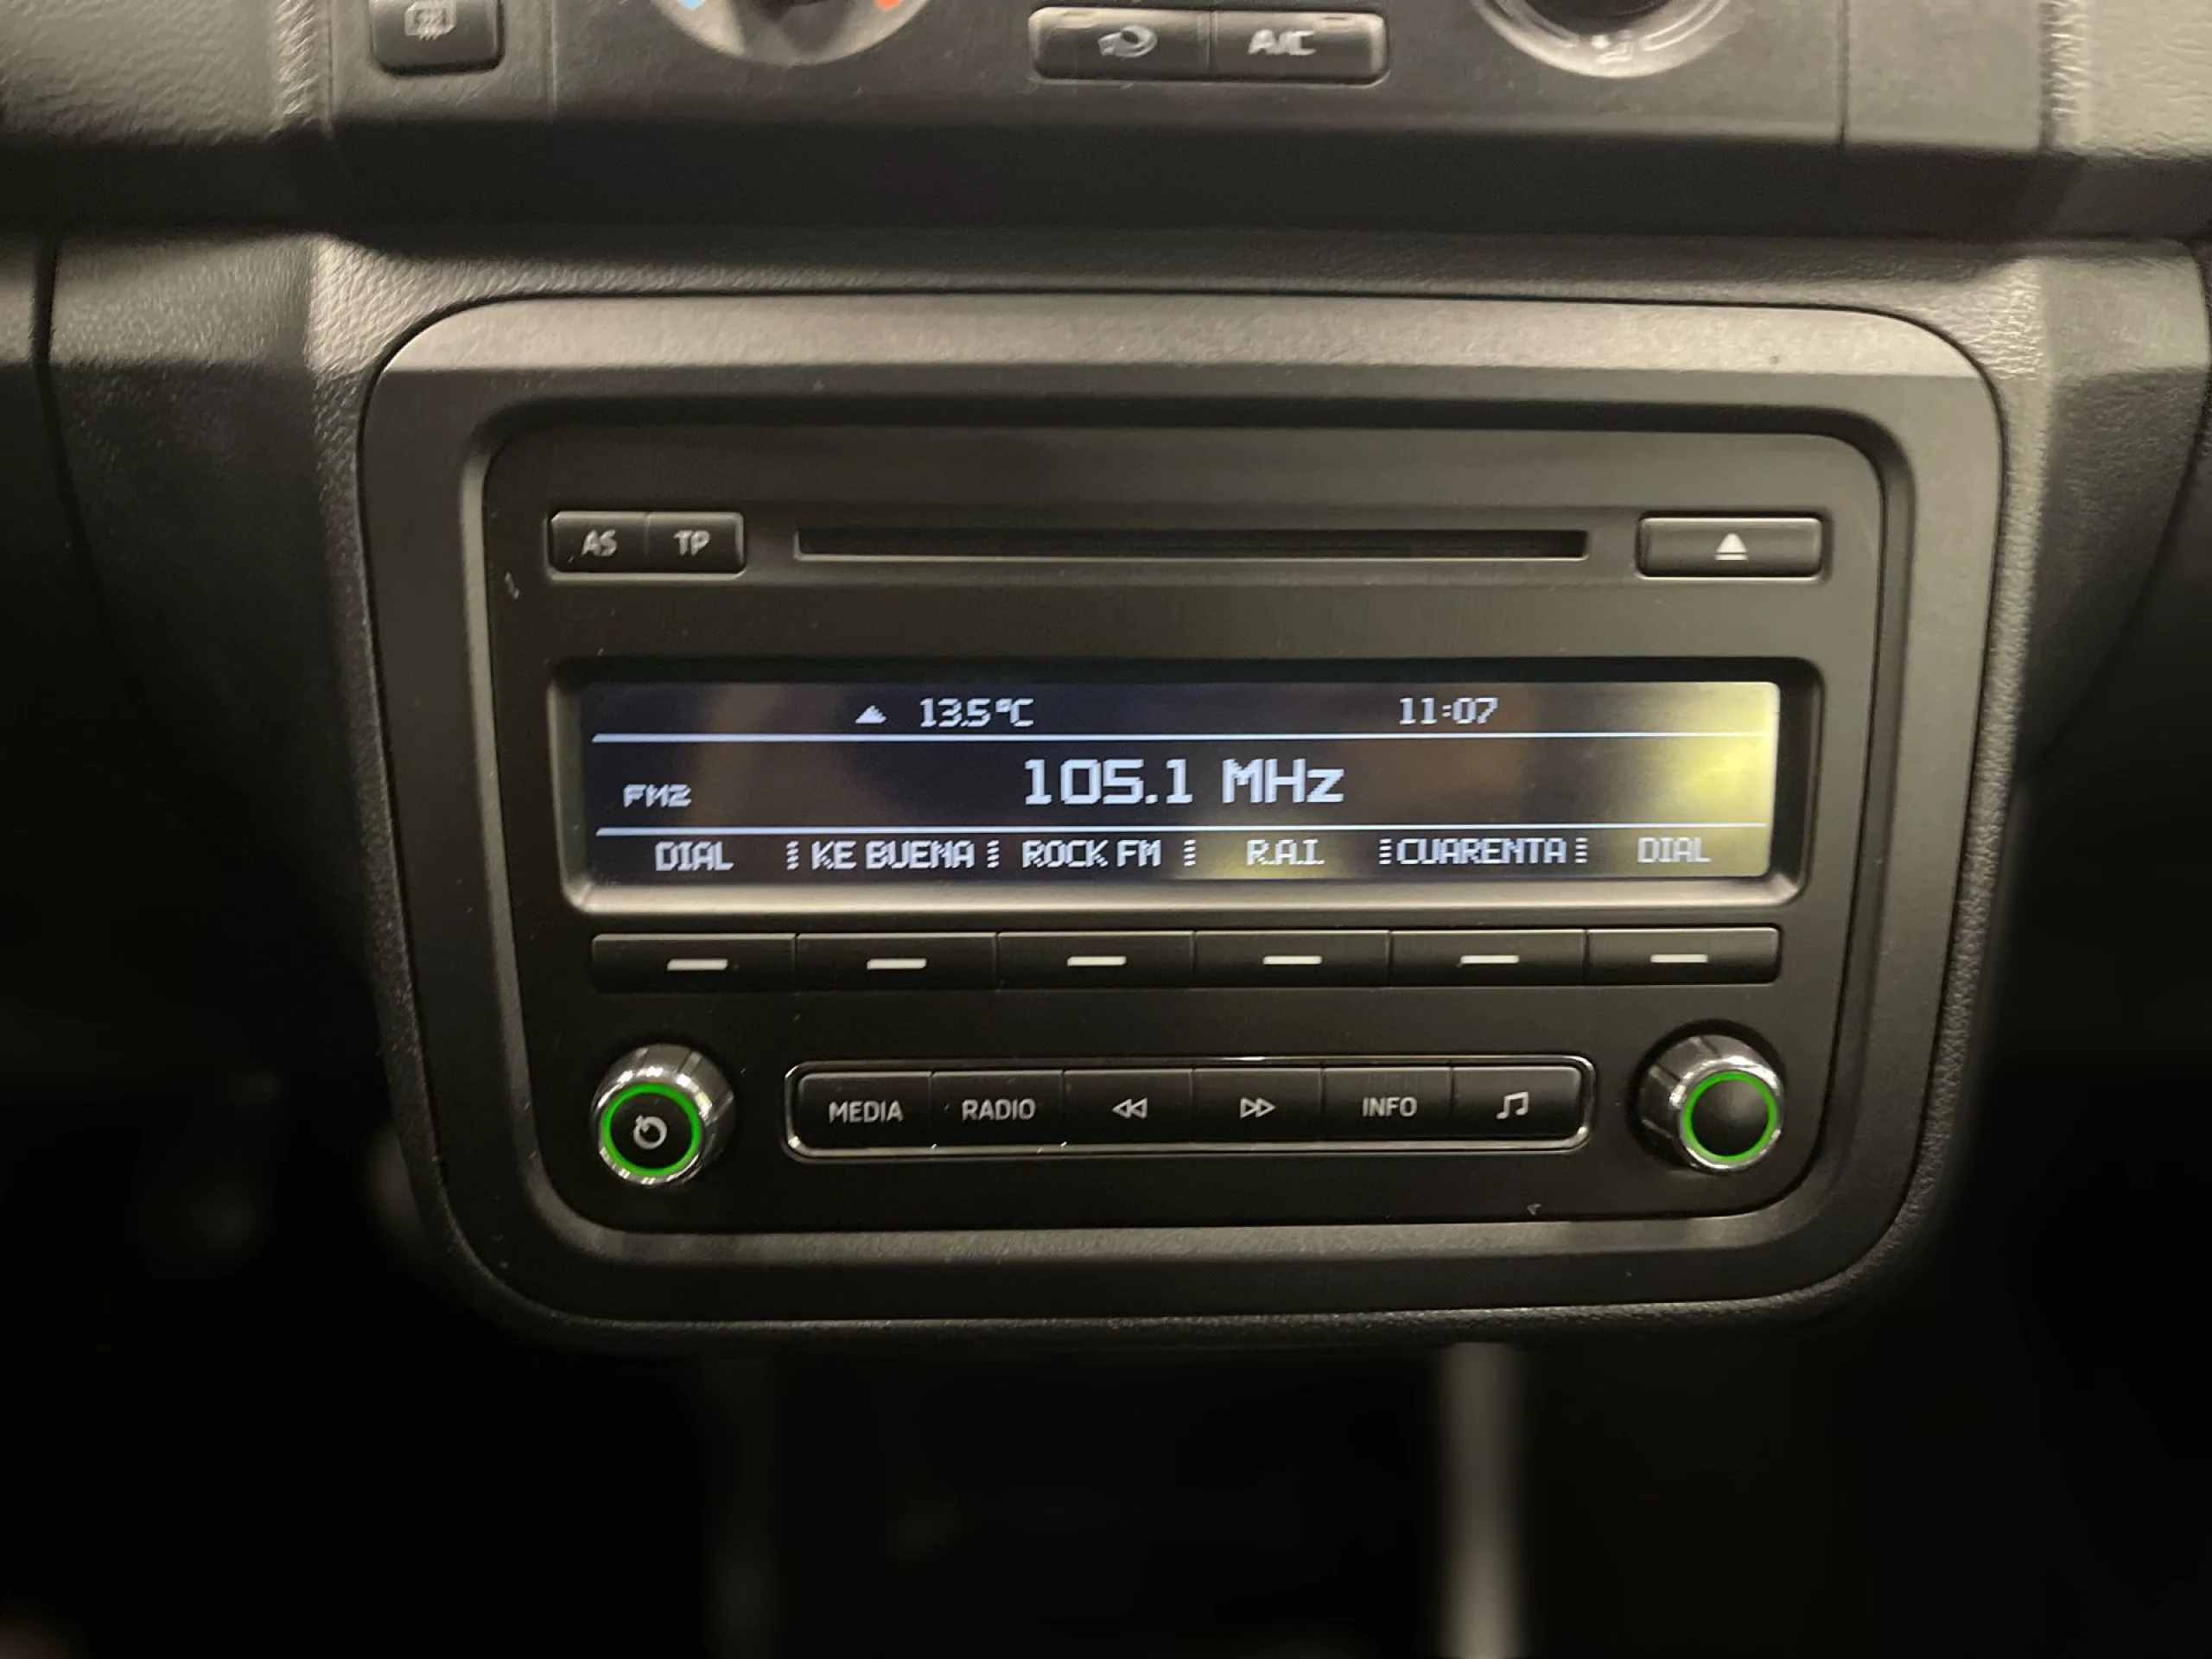 A/C
AS TP
13.5°C 11:07
FM2 105.1 MHz
DIAL KE BUENA ROCK FM R.A.I. CUARENTA DIAL
MEDIA RADIO INFO